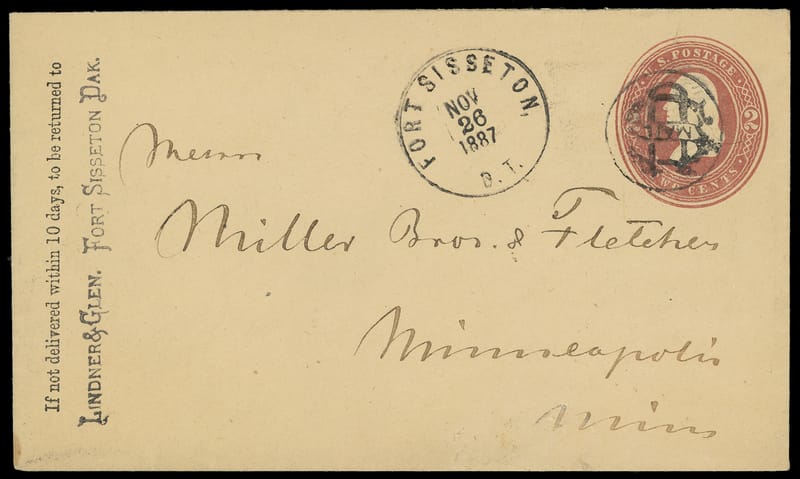 If not delivered within 10 days, to be returned to
LINDNER & GLEN. FORT SISSETON DAK.
FORT SISSETON,
NOV
26
1887
D. T.
U.S. POSTAGE
2
CENTS
Messrs
Miller Bros. & Fletcher
Minneapolis
Minn